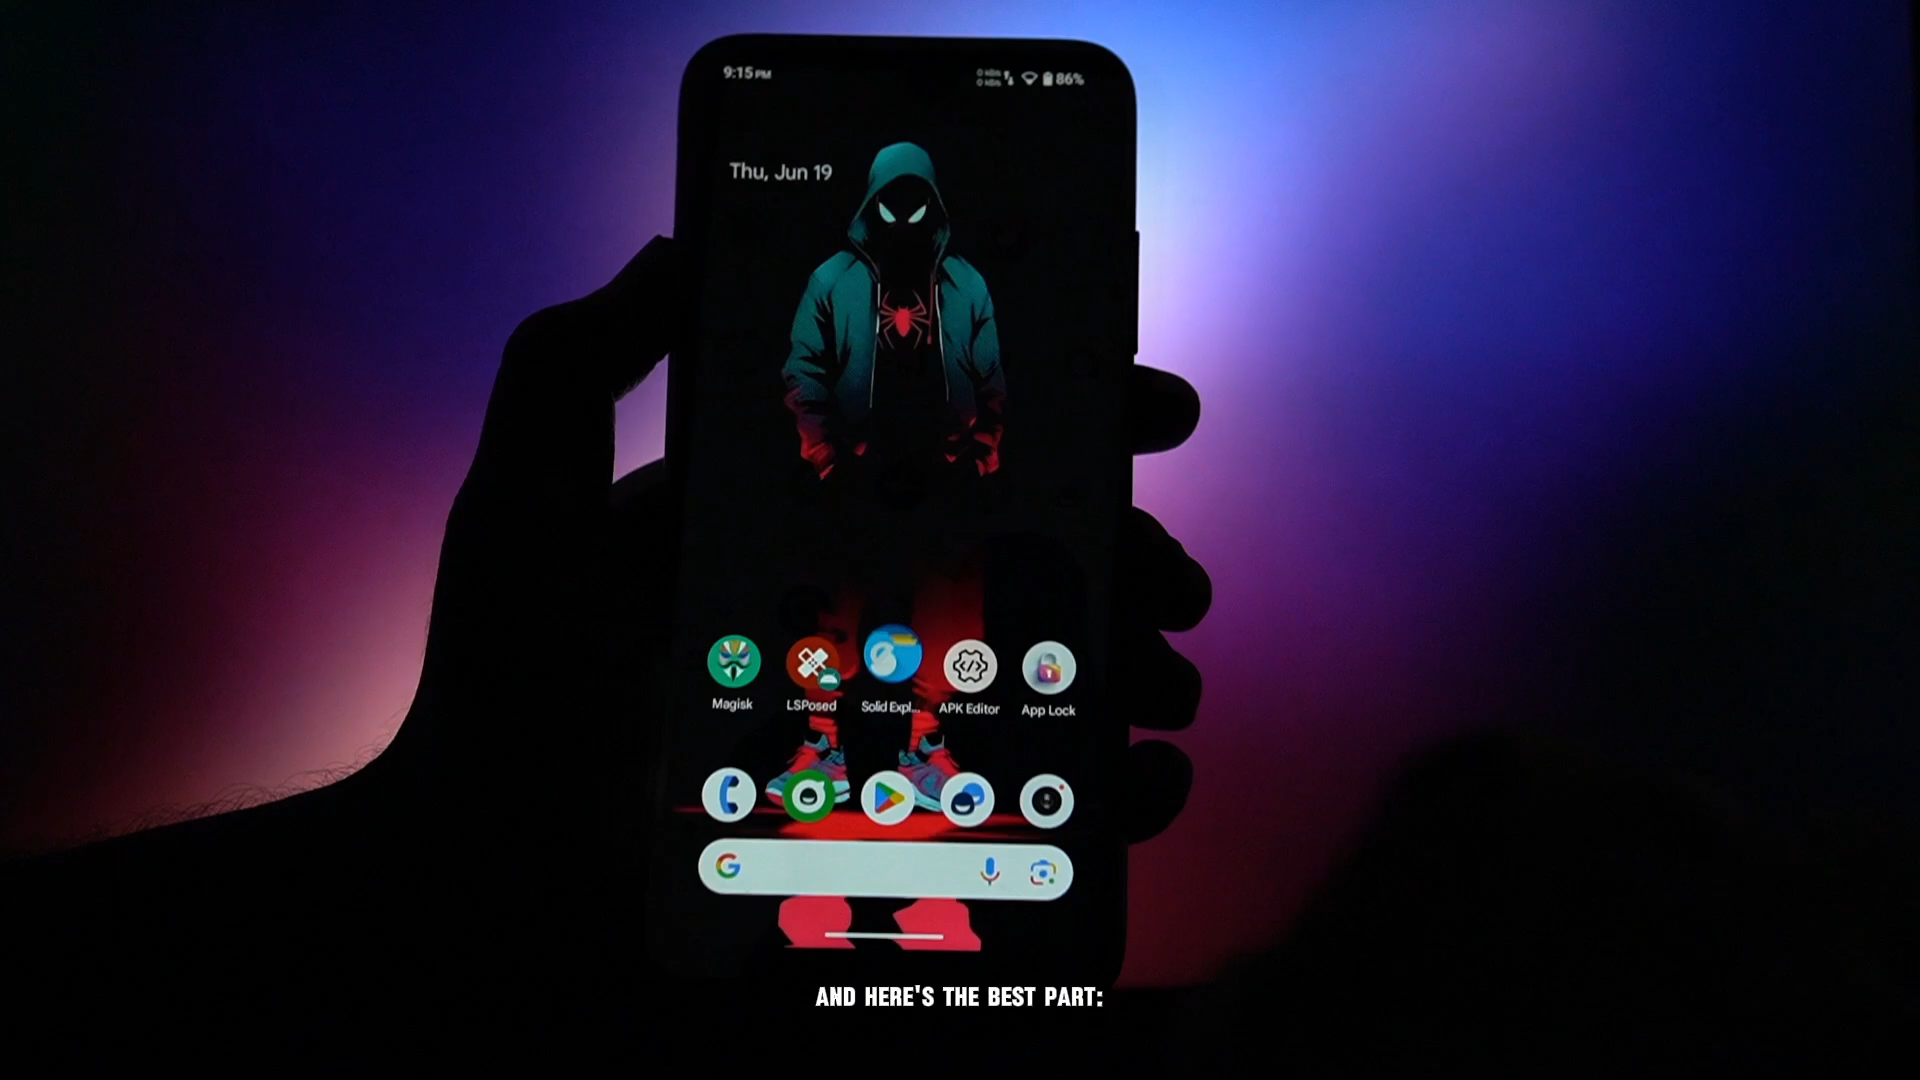 9:15 PM
0 kB/s
0 kB/s
86%
Thu, Jun 19
Magisk
LSPosed
Solid Expl...
APK Editor
App Lock
G
AND HERE'S THE BEST PART: